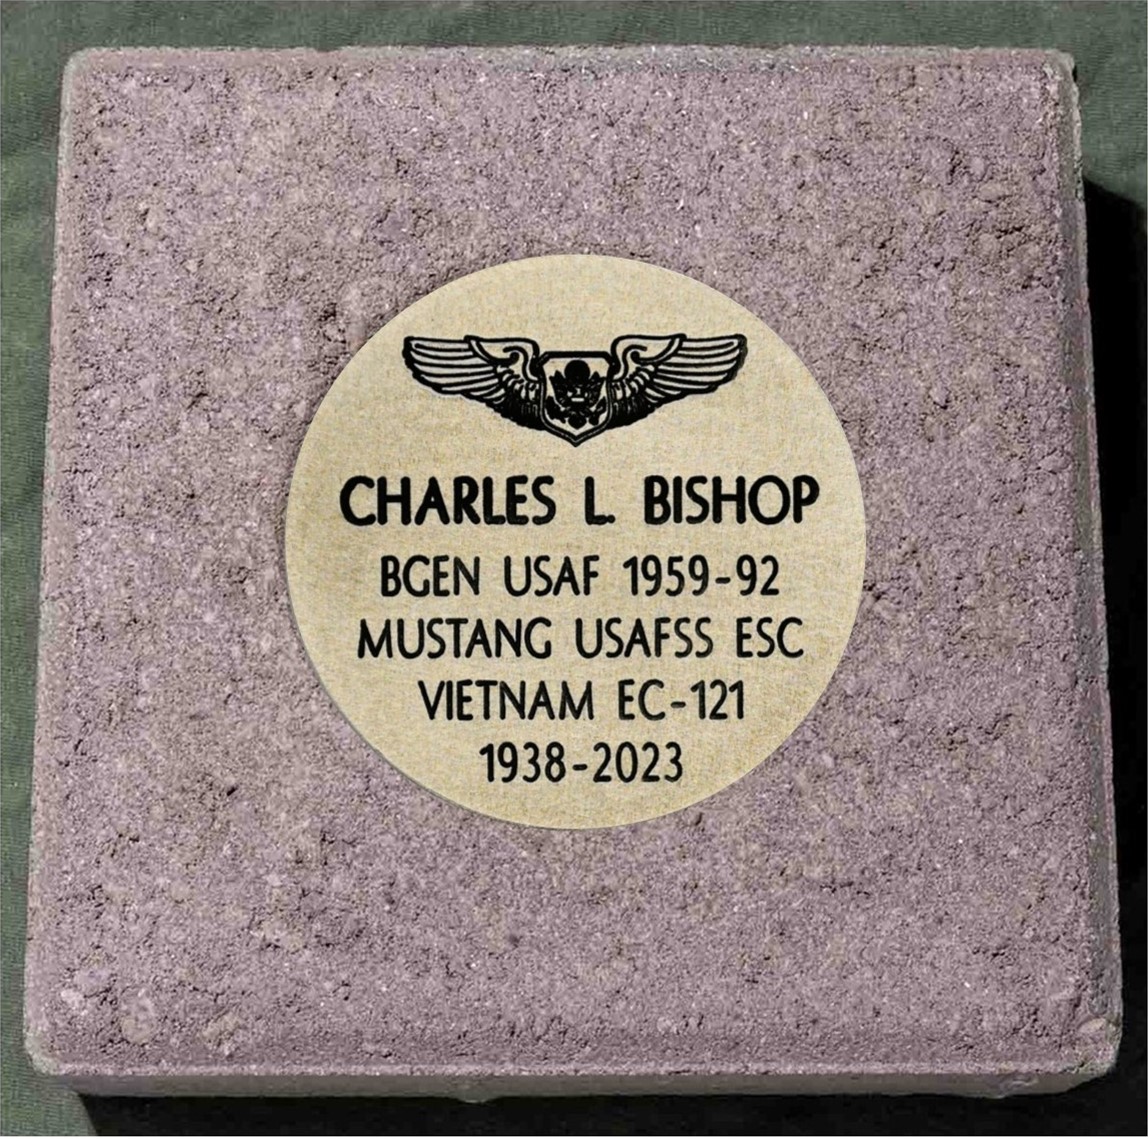 CHARLES L. BISHOP
BGEN USAF 1959-92
MUSTANG USAFSS ESC
VIETNAM EC-121
1938-2023